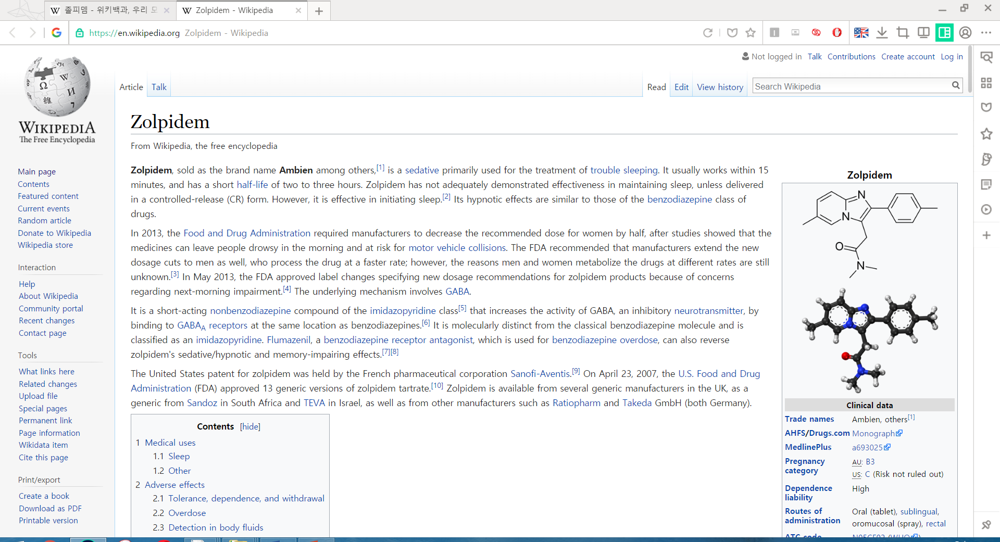 졸피뎀 - 위키백과, 우리 모
Zolpidem - Wikipedia
https://en.wikipedia.org Zolpidem - Wikipedia
Not logged in Talk Contributions Create account Log in
Article Talk Read Edit View history Search Wikipedia
WIKIPEDIA
The Free Encyclopedia
Main page
Contents
Featured content
Current events
Random article
Donate to Wikipedia
Wikipedia store
Interaction
Help
About Wikipedia
Community portal
Recent changes
Contact page
Tools
What links here
Related changes
Upload file
Special pages
Permanent link
Page information
Wikidata item
Cite this page
Print/export
Create a book
Download as PDF
Printable version
Zolpidem
From Wikipedia, the free encyclopedia
Zolpidem, sold as the brand name Ambien among others,[1] is a sedative primarily used for the treatment of trouble sleeping. It usually works within 15
minutes, and has a short half-life of two to three hours. Zolpidem has not adequately demonstrated effectiveness in maintaining sleep, unless delivered
in a controlled-release (CR) form. However, it is effective in initiating sleep.[2] Its hypnotic effects are similar to those of the benzodiazepine class of
drugs.
In 2013, the Food and Drug Administration required manufacturers to decrease the recommended dose for women by half, after studies showed that the
medicines can leave people drowsy in the morning and at risk for motor vehicle collisions. The FDA recommended that manufacturers extend the new
dosage cuts to men as well, who process the drug at a faster rate; however, the reasons men and women metabolize the drugs at different rates are still
unknown.[3] In May 2013, the FDA approved label changes specifying new dosage recommendations for zolpidem products because of concerns
regarding next-morning impairment.[4] The underlying mechanism involves GABA.
It is a short-acting nonbenzodiazepine compound of the imidazopyridine class[5] that increases the activity of GABA, an inhibitory neurotransmitter, by
binding to GABAA receptors at the same location as benzodiazepines.[6] It is molecularly distinct from the classical benzodiazepine molecule and is
classified as an imidazopyridine. Flumazenil, a benzodiazepine receptor antagonist, which is used for benzodiazepine overdose, can also reverse
zolpidem's sedative/hypnotic and memory-impairing effects.[7][8]
The United States patent for zolpidem was held by the French pharmaceutical corporation Sanofi-Aventis.[9] On April 23, 2007, the U.S. Food and Drug
Administration (FDA) approved 13 generic versions of zolpidem tartrate.[10] Zolpidem is available from several generic manufacturers in the UK, as a
generic from Sandoz in South Africa and TEVA in Israel, as well as from other manufacturers such as Ratiopharm and Takeda GmbH (both Germany).
Contents [hide]
1 Medical uses
1.1 Sleep
1.2 Other
2 Adverse effects
2.1 Tolerance, dependence, and withdrawal
2.2 Overdose
2.3 Detection in body fluids
Zolpidem
N
N
O
N
Clinical data
Trade names Ambien, others[1]
AHFS/Drugs.com Monograph
MedlinePlus a693025
Pregnancy category AU: B3
US: C (Risk not ruled out)
Dependence liability High
Routes of administration Oral (tablet), sublingual,
oromucosal (spray), rectal
ATC code N05CF02 (WHO)